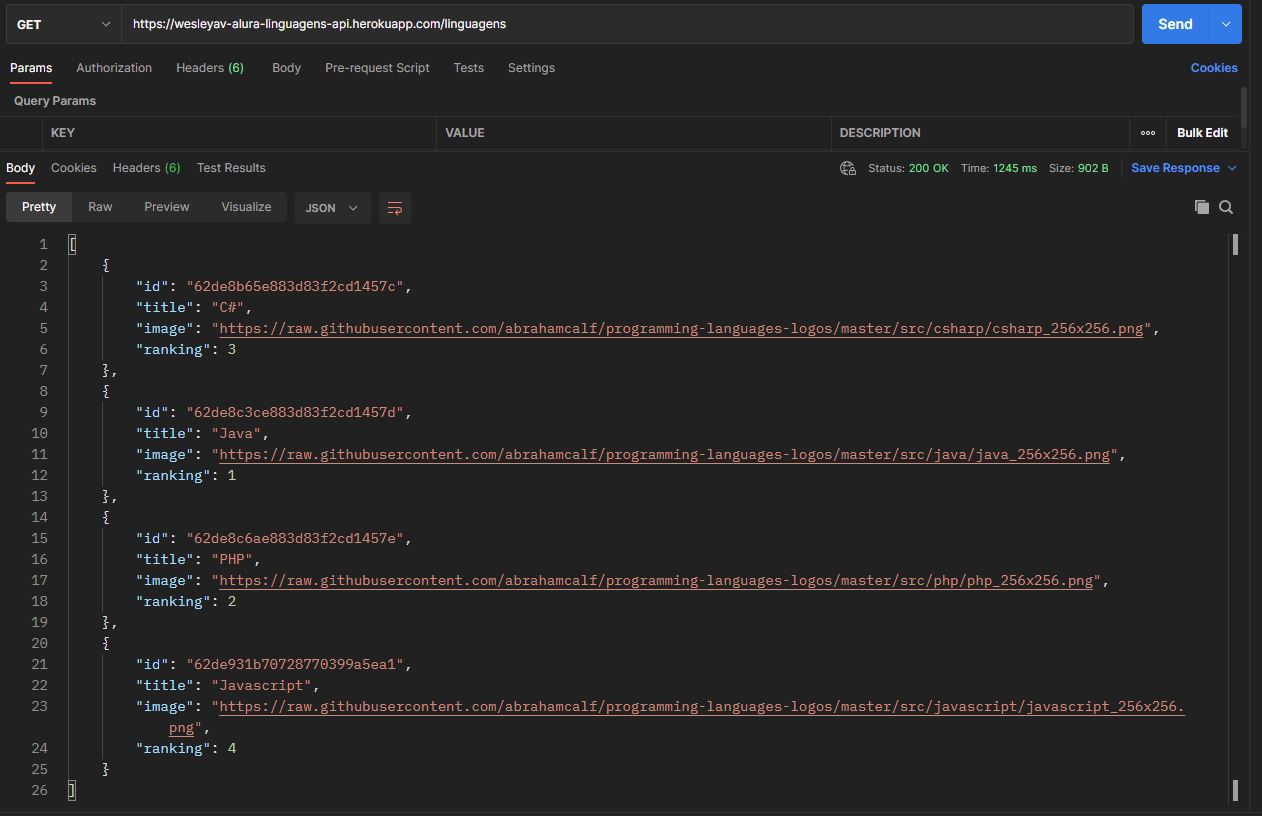 GET https://wesleyav-alura-linguagens-api.herokuapp.com/linguagens Send
Params Authorization Headers (6) Body Pre-request Script Tests Settings Cookies
Query Params
KEY VALUE DESCRIPTION ooo Bulk Edit
Body Cookies Headers (6) Test Results Status: 200 OK Time: 1245 ms Size: 902 B Save Response
Pretty Raw Preview Visualize JSON
1 [
2 {
3 "id": "62de8b65e883d83f2cd1457c",
4 "title": "C#",
5 "image": "https://raw.githubusercontent.com/abrahamcalf/programming-languages-logos/master/src/csharp/csharp_256x256.png",
6 "ranking": 3
7 },
8 {
9 "id": "62de8c3ce883d83f2cd1457d",
10 "title": "Java",
11 "image": "https://raw.githubusercontent.com/abrahamcalf/programming-languages-logos/master/src/java/java_256x256.png",
12 "ranking": 1
13 },
14 {
15 "id": "62de8c6ae883d83f2cd1457e",
16 "title": "PHP",
17 "image": "https://raw.githubusercontent.com/abrahamcalf/programming-languages-logos/master/src/php/php_256x256.png",
18 "ranking": 2
19 },
20 {
21 "id": "62de931b70728770399a5ea1",
22 "title": "Javascript",
23 "image": "https://raw.githubusercontent.com/abrahamcalf/programming-languages-logos/master/src/javascript/javascript_256x256.
png",
24 "ranking": 4
25 }
26 ]